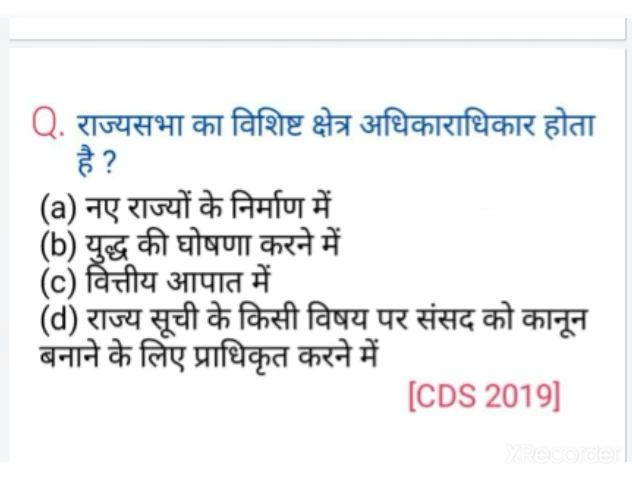 Q. राज्यसभा का विशिष्ट क्षेत्र अधिकाराधिकार होता
है ?
(a) नए राज्यों के निर्माण में
(b) युद्ध की घोषणा करने में
(c) वित्तीय आपात में
(d) राज्य सूची के किसी विषय पर संसद को कानून
बनाने के लिए प्राधिकृत करने में
[CDS 2019]
XRecorder